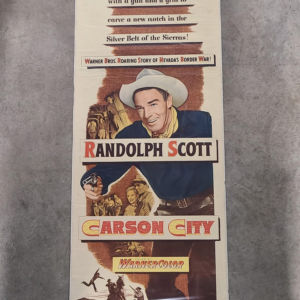 with a gun and a grin to
carve a new notch in the
Silver Belt of the Sierras!
WARNER BROS. ROARING STORY OF NEVADA'S BORDER WAR!
RANDOLPH SCOTT
CARSON CITY
WARNERCOLOR